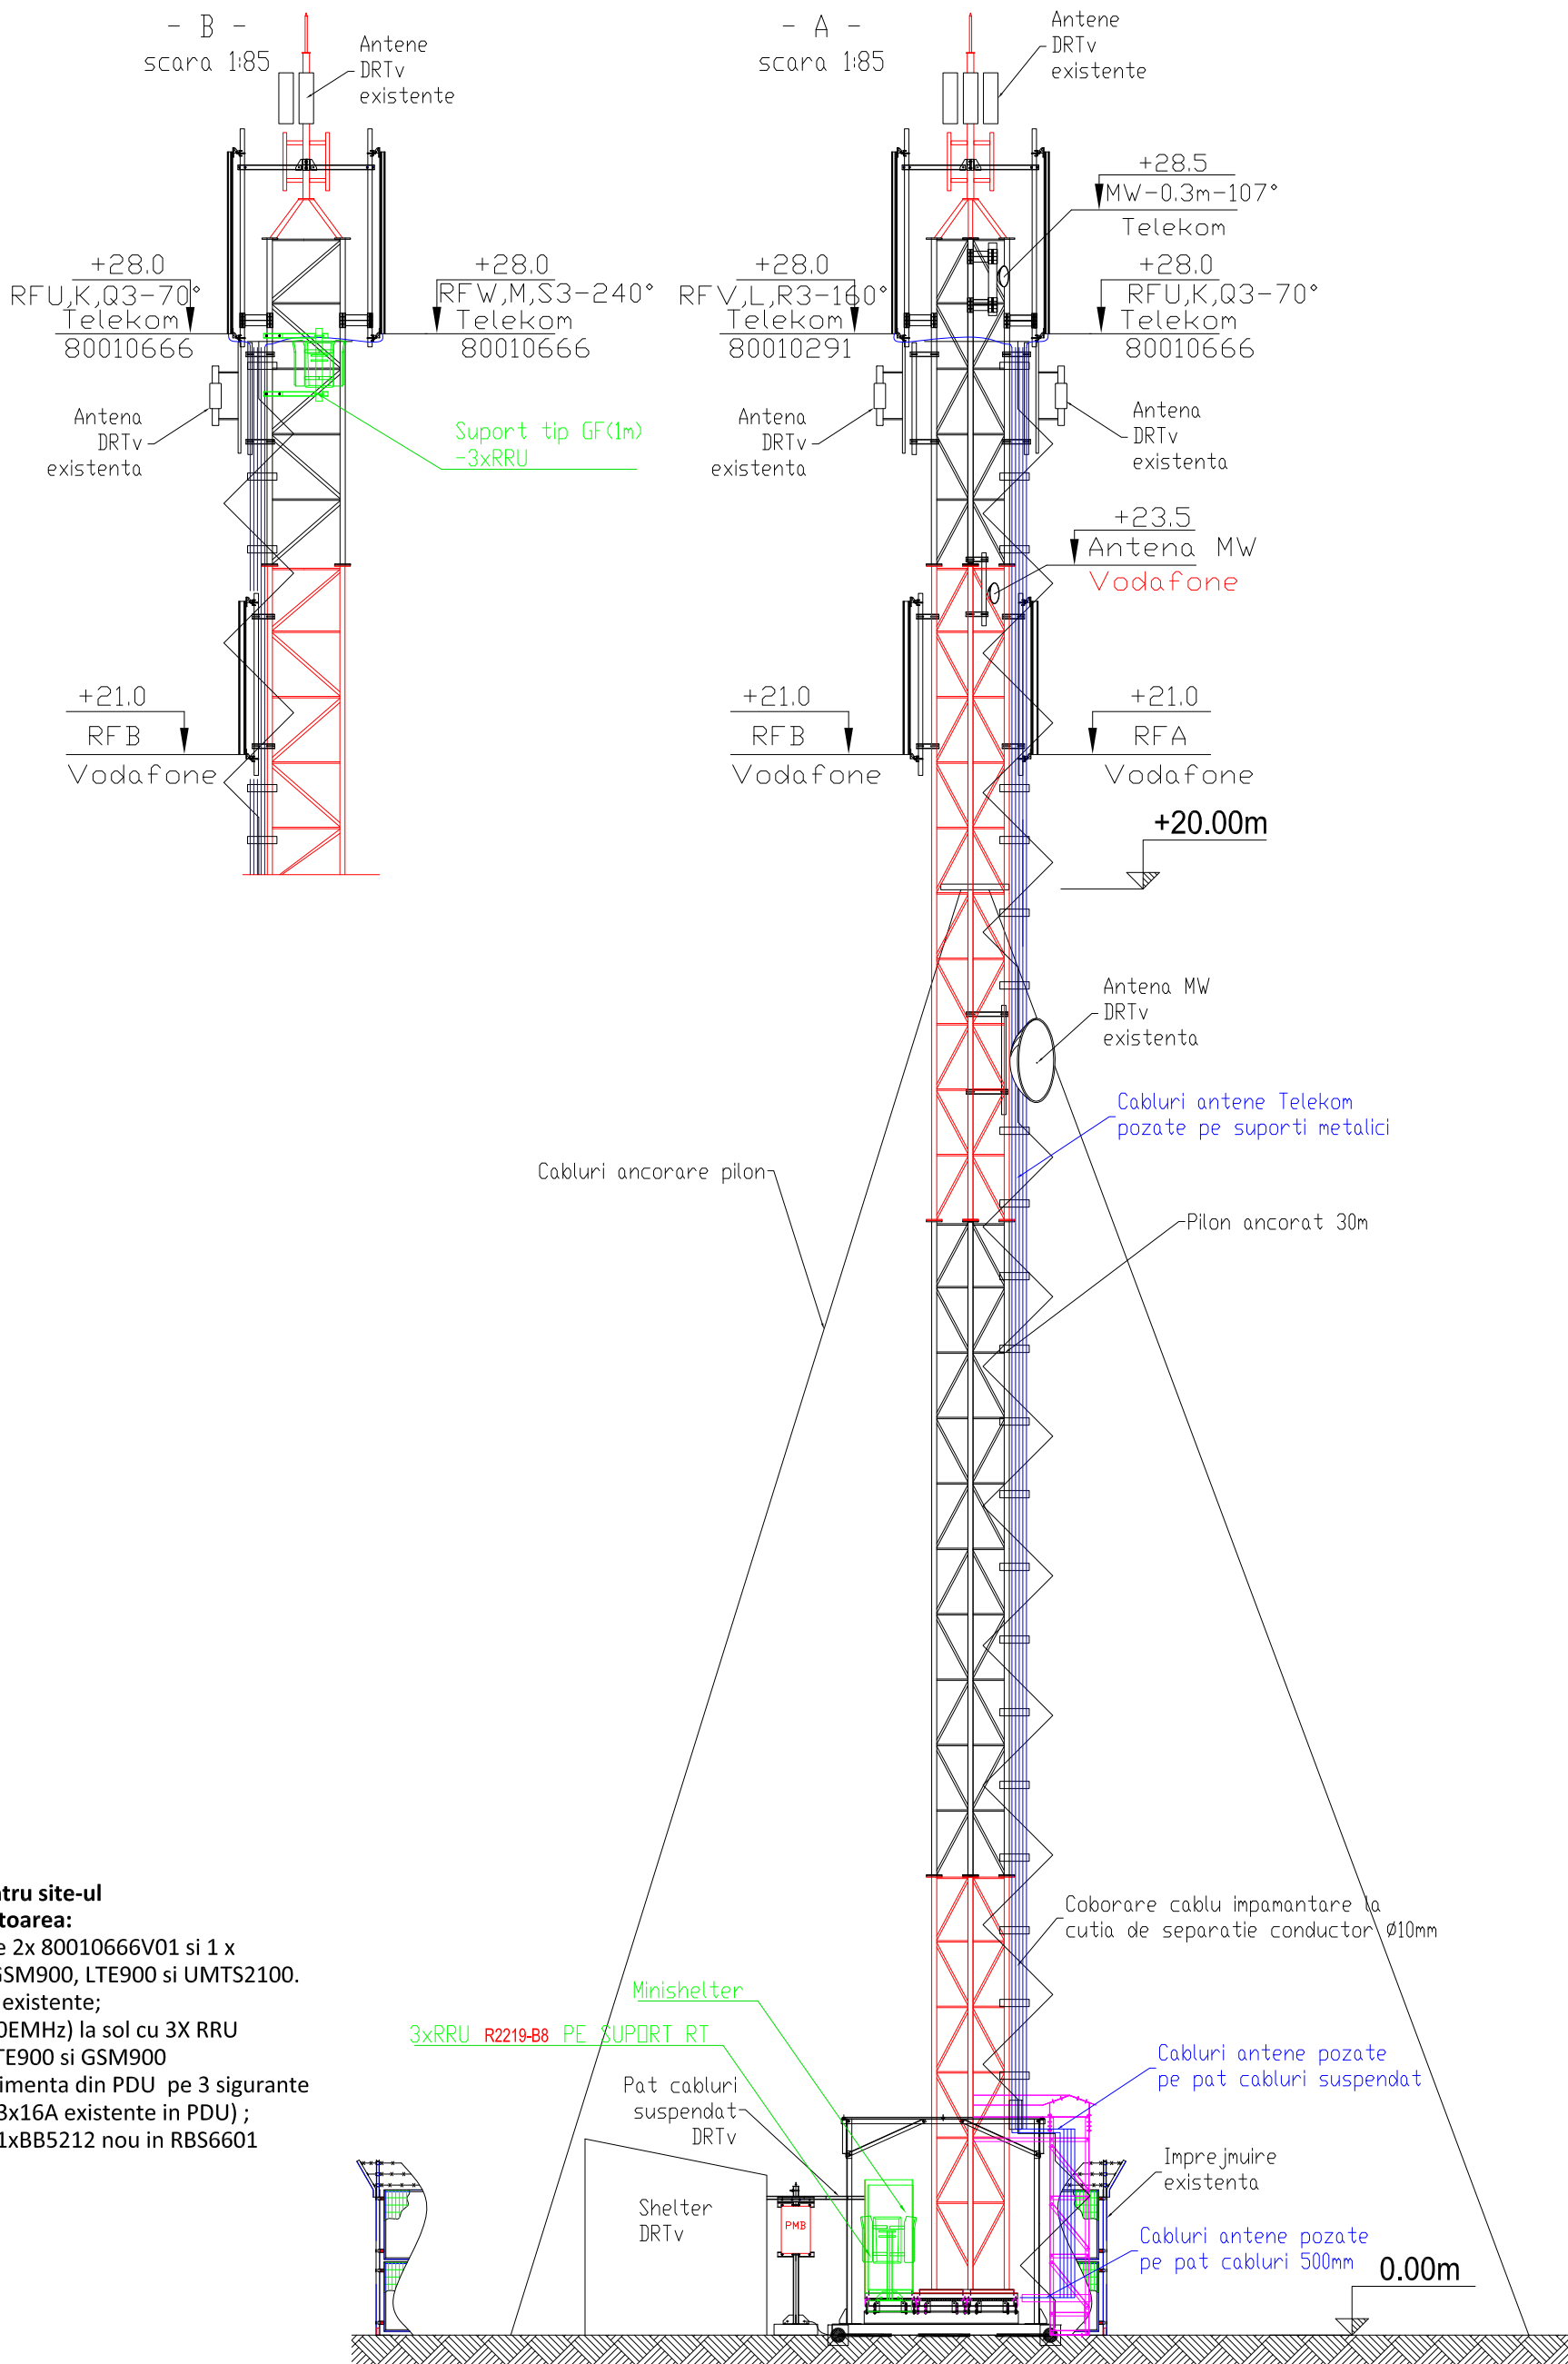 - B -
scara 1:85
Antene
DRTv
existente
+28.0
RFU,K,Q3-70°
Telekom
80010666
+28.0
RFW,M,S3-240°
Telekom
80010666
Antena
DRTv
existenta
Suport tip GF(1m)
-3xRRU
+21.0
RFB
Vodafone
- A -
scara 1:85
Antene
DRTv
existente
+28.5
MW-0.3m-107°
Telekom
+28.0
RFV,L,R3-160°
Telekom
80010291
+28.0
RFU,K,Q3-70°
Telekom
80010666
Antena
DRTv
existenta
Antena
DRTv
existenta
+23.5
Antena MW
Vodafone
+21.0
RFB
Vodafone
+21.0
RFA
Vodafone
+20.00m
Antena MW
DRTv
existenta
Cabluri antene Telekom
pozate pe suporti metalici
Cabluri ancorare pilon
Pilon ancorat 30m
Coborare cablu impamantare la
cutia de separatie conductor Ø10mm
ntru site-ul
toarea:
e 2x 80010666V01 si 1 x
GSM900, LTE900 si UMTS2100.
existente;
0EMHz) la sol cu 3X RRU
TE900 si GSM900
imenta din PDU pe 3 sigurante
3x16A existente in PDU) ;
1xBB5212 nou in RBS6601
Minishelter
3xRRU R2219-B8 PE SUPORT RT
Pat cabluri
suspendat
DRTv
Shelter
DRTv
PMB
Cabluri antene pozate
pe pat cabluri suspendat
Imprejmuire
existenta
Cabluri antene pozate
pe pat cabluri 500mm
0.00m